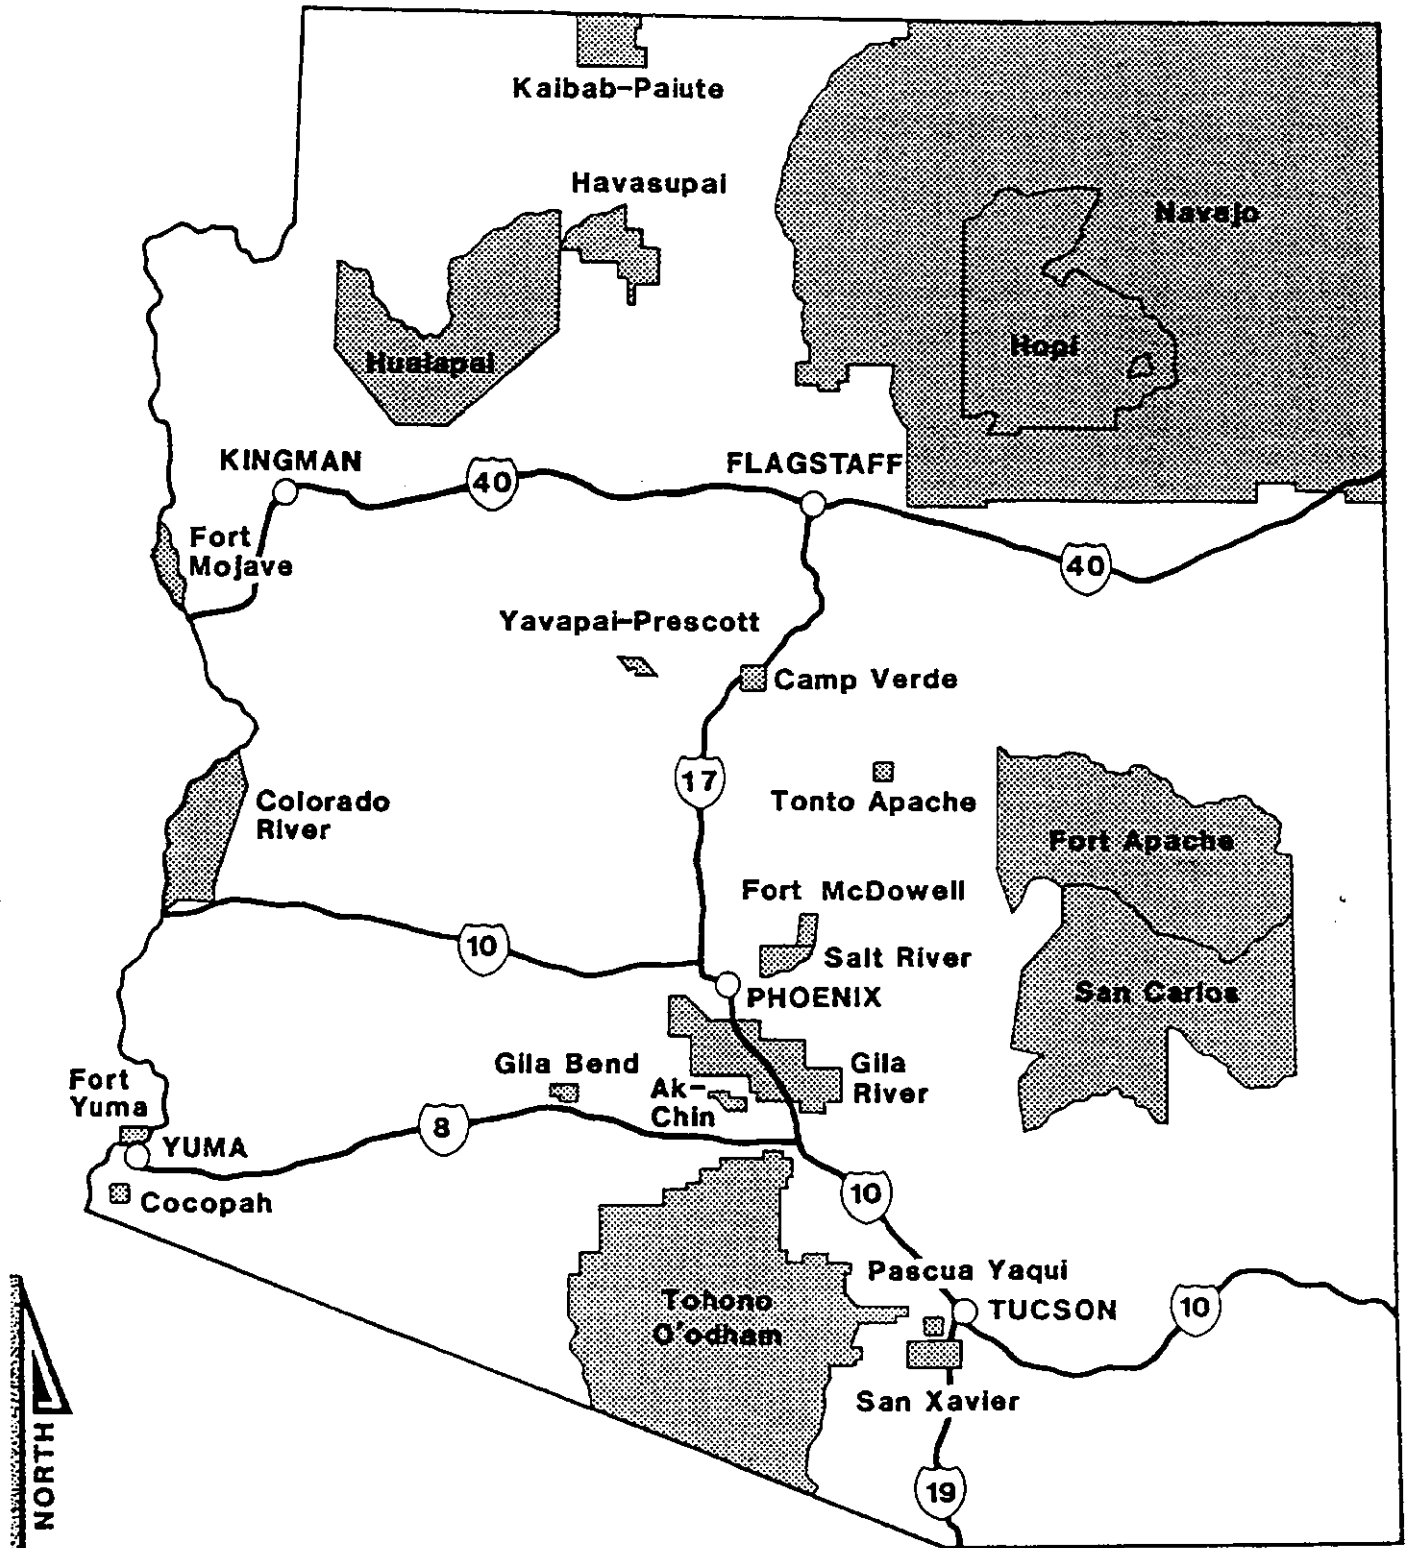 Kaibab-Paiute
Havasupai
Navajo
Hualapai
Hopi
KINGMAN
40
FLAGSTAFF
Fort
Mojave
40
Yavapai-Prescott
Camp Verde
17
Colorado
River
Tonto Apache
Fort Apache
Fort McDowell
10
Salt River
PHOENIX
San Carlos
Gila Bend
Gila
River
Fort
Yuma
Ak-
Chin
8
YUMA
Cocopah
10
Pascua Yaqui
Tohono
O'odham
TUCSON
10
San Xavier
NORTH
19